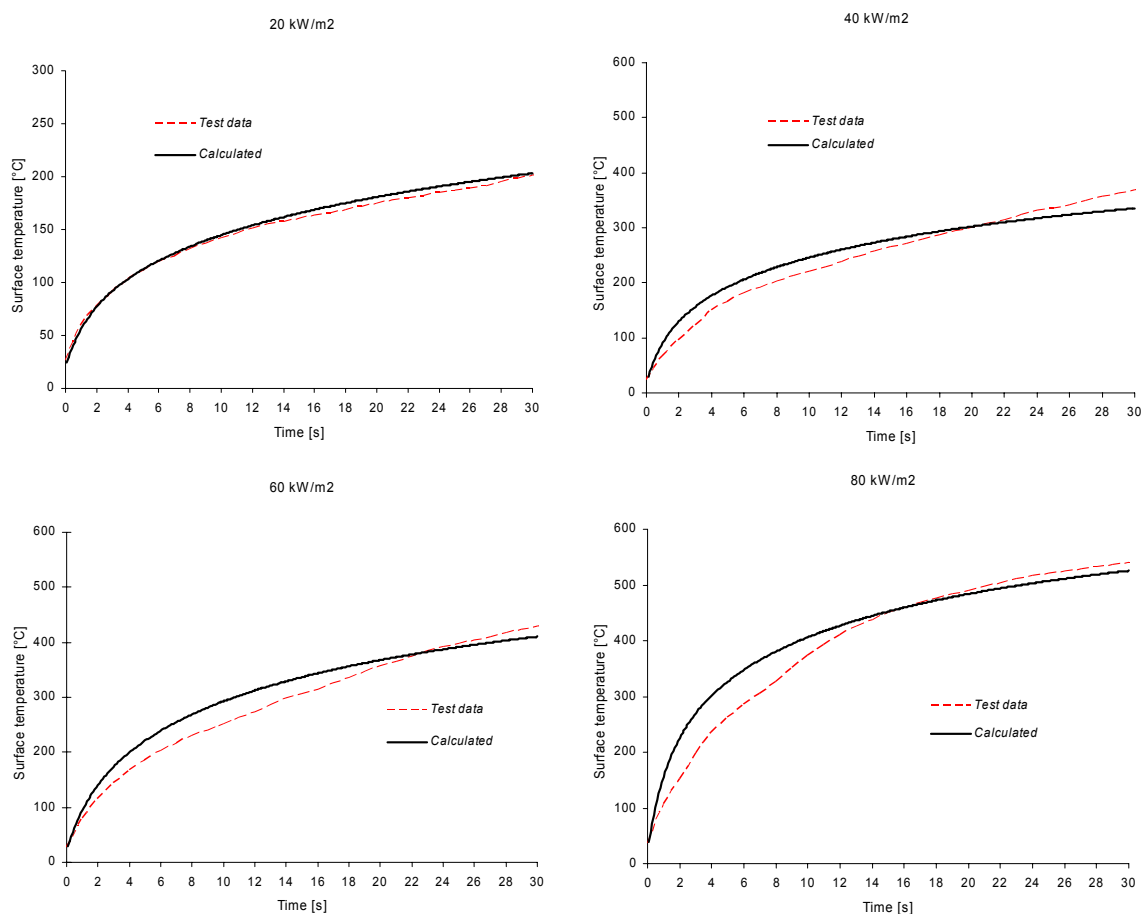 20 kW/m2
300
250
200
150
100
50
0
Surface temperature [°C]
Test data
Calculated
0 2 4 6 8 10 12 14 16 18 20 22 24 26 28 30
Time [s]
40 kW/m2
600
500
400
300
200
100
0
Surface temperature [°C]
Test data
Calculated
0 2 4 6 8 10 12 14 16 18 20 22 24 26 28 30
Time [s]
60 kW/m2
600
500
400
300
200
100
0
Surface temperature [°C]
Test data
Calculated
0 2 4 6 8 10 12 14 16 18 20 22 24 26 28 30
Time [s]
80 kW/m2
600
500
400
300
200
100
0
Surface temperature [°C]
Test data
Calculated
0 2 4 6 8 10 12 14 16 18 20 22 24 26 28 30
Time [s]